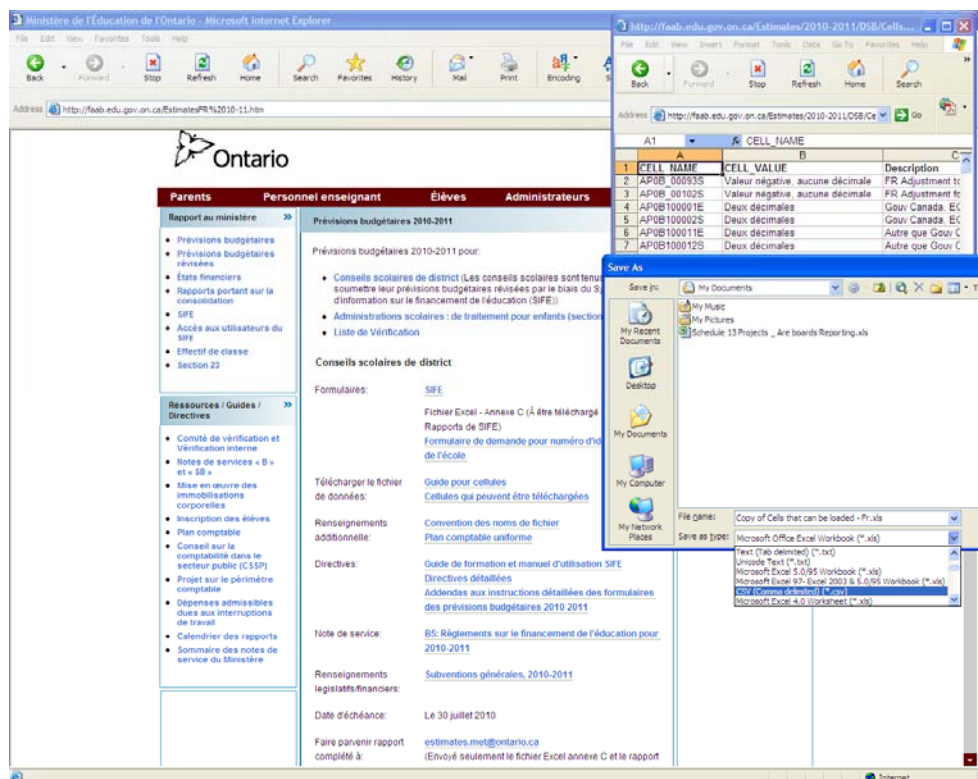 Ministère de l'Éducation de l'Ontario - Microsoft Internet Explorer
File Edit View Favorites Tools Help
Back Forward Stop Refresh Home Search Favorites History Mail Print Encoding
Address http://faab.edu.gov.on.ca/EstimatesFR%2010-11.htm
Ontario
Parents Personnel enseignant Élèves Administrateurs
Rapport au ministère
Prévisions budgétaires
Prévisions budgétaires
révisées
États financiers
Rapports portant sur la
consolidation
SIFE
Accès aux utilisateurs du
SIFE
Effectif de classe
Section 23
Ressources / Guides /
Directives
Comité de vérification et
Vérification interne
Notes de services « B »
et « SB »
Mise en œuvre des
immobilisations
corporelles
Inscription des élèves
Plan comptable
Conseil sur la
comptabilité dans le
secteur public (CSSP)
Projet sur le périmètre
comptable
Dépenses admissibles
dues aux interruptions
de travail
Calendrier des rapports
Sommaire des notes de
service du Ministère
Prévisions budgétaires 2010-2011
Prévisions budgétaires 2010-2011 pour:
Conseils scolaires de district (Les conseils scolaires sont tenus
soumettre leur prévisions budgétaires révisées par le biais du
d'information sur le financement de l'éducation (SIFE))
Administrations scolaires : de traitement pour enfants (section
Liste de Vérification
Conseils scolaires de district
Formulaires: SIFE
Fichier Excel - Annexe C (À être téléchargé
Rapports de SIFE)
Formulaire de demande pour numéro
de l'école
Télécharger le fichier Guide pour cellules
de données: Cellules qui peuvent être téléchargées
Renseignements Convention des noms de fichier
additionnelle: Plan comptable uniforme
Directives: Guide de formation et manuel d'utilisation SIFE
Directives détaillées
Addendas aux instructions détaillées des formulaires
des prévisions budgétaires 2010 2011
Note de service: B5: Règlements sur le financement de l'éducation pour
2010-2011
Renseignements Subventions générales, 2010-2011
legislatifs/financiers:
Date d'échéance: Le 30 juillet 2010
Faire parvenir rapport estimates.met@ontario.ca
complété à: (Envoyé seulement le fichier Excel annexe C et le rapport
http://faab.edu.gov.on.ca/Estimates/2010-2011/DSB/Cells...
File Edit View Insert Format Tools Data Go To Favorites Help
Back Forward Stop Refresh Home Search
Address http://faab.edu.gov.on.ca/Estimates/2010-2011/DSB/Ce Go
A1 CELL_NAME
A B C
1 CELL_NAME CELL_VALUE Description
2 AP0B_00093S Valeur négative, aucune décimale FR Adjustment to
3 AP0B_00102S Valeur négative, aucune décimale FR Adjustment fo
4 AP0B100001E Deux décimales Gouv Canada, EC
5 AP0B100002S Deux décimales Gouv Canada, EC
6 AP0B100011E Deux décimales Autre que Gouv C
7 AP0B100012S Deux décimales Autre que Gouv C
Save As
Save in: My Documents
My Recent
Documents
Desktop
My Documents
My Computer
My Network
Places
My Music
My Pictures
Schedule 13 Projects _ Are boards Reporting.xls
File name: Copy of Cells that can be loaded - Fr.xls
Save as type: Microsoft Office Excel Workbook (*.xls)
Text (Tab delimited) (*.txt)
Unicode Text (*.txt)
Microsoft Excel 5.0/95 Workbook (*.xls)
Microsoft Excel 97- Excel 2003 & 5.0/95 Workbook (*.xls)
CSV (Comma delimited) (*.csv)
Microsoft Excel 4.0 Worksheet (*.xls)
Internet